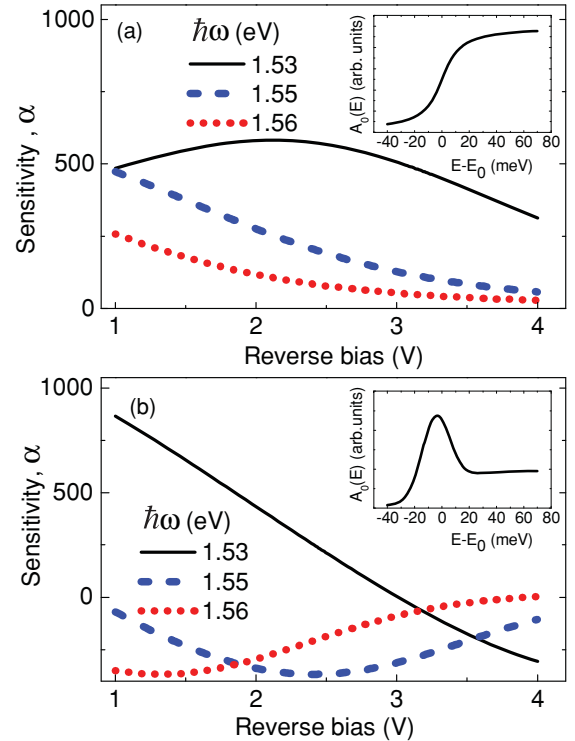 (a)
ħω (eV)
1.53
1.55
1.56
1000
500
0
Sensitivity, α
1 2 3 4
Reverse bias (V)
A₀(E) (arb. units)
-40 -20 0 20 40 60 80
E-E₀ (meV)
(b)
ħω (eV)
1.53
1.55
1.56
1000
500
0
Sensitivity, α
1 2 3 4
Reverse bias (V)
A₀(E) (arb.units)
-40 -20 0 20 40 60 80
E-E₀ (meV)